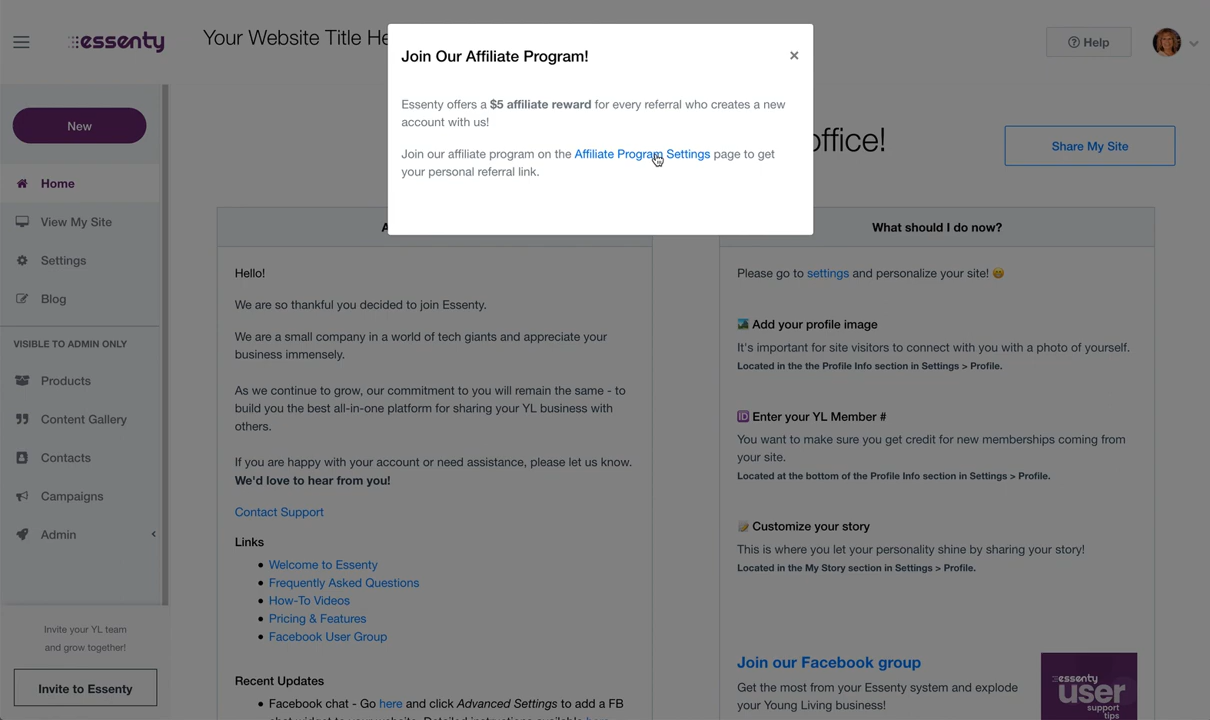 essenty
Your Website Title He
Join Our Affiliate Program!
×
Essenty offers a $5 affiliate reward for every referral who creates a new
account with us!
Join our affiliate program on the Affiliate Program Settings page to get
your personal referral link.
Help
New
Home
View My Site
Settings
Blog
VISIBLE TO ADMIN ONLY
Products
Content Gallery
Contacts
Campaigns
Admin
Invite your YL team
and grow together!
Invite to Essenty
office!
Share My Site
A
Hello!
We are so thankful you decided to join Essenty.
We are a small company in a world of tech giants and appreciate your
business immensely.
As we continue to grow, our commitment to you will remain the same - to
build you the best all-in-one platform for sharing your YL business with
others.
If you are happy with your account or need assistance, please let us know.
We'd love to hear from you!
Contact Support
Links
• Welcome to Essenty
• Frequently Asked Questions
• How-To Videos
• Pricing & Features
• Facebook User Group
Recent Updates
• Facebook chat - Go here and click Advanced Settings to add a FB
chat widget to your website. Detailed instructions available here
What should I do now?
Please go to settings and personalize your site! 😊
Add your profile image
It's important for site visitors to connect with you with a photo of yourself.
Located in the the Profile Info section in Settings > Profile.
🆔 Enter your YL Member #
You want to make sure you get credit for new memberships coming from
your site.
Located at the bottom of the Profile Info section in Settings > Profile.
Customize your story
This is where you let your personality shine by sharing your story!
Located in the My Story section in Settings > Profile.
Join our Facebook group
Get the most from your Essenty system and explode
your Young Living business!
essenty
user
support
tips